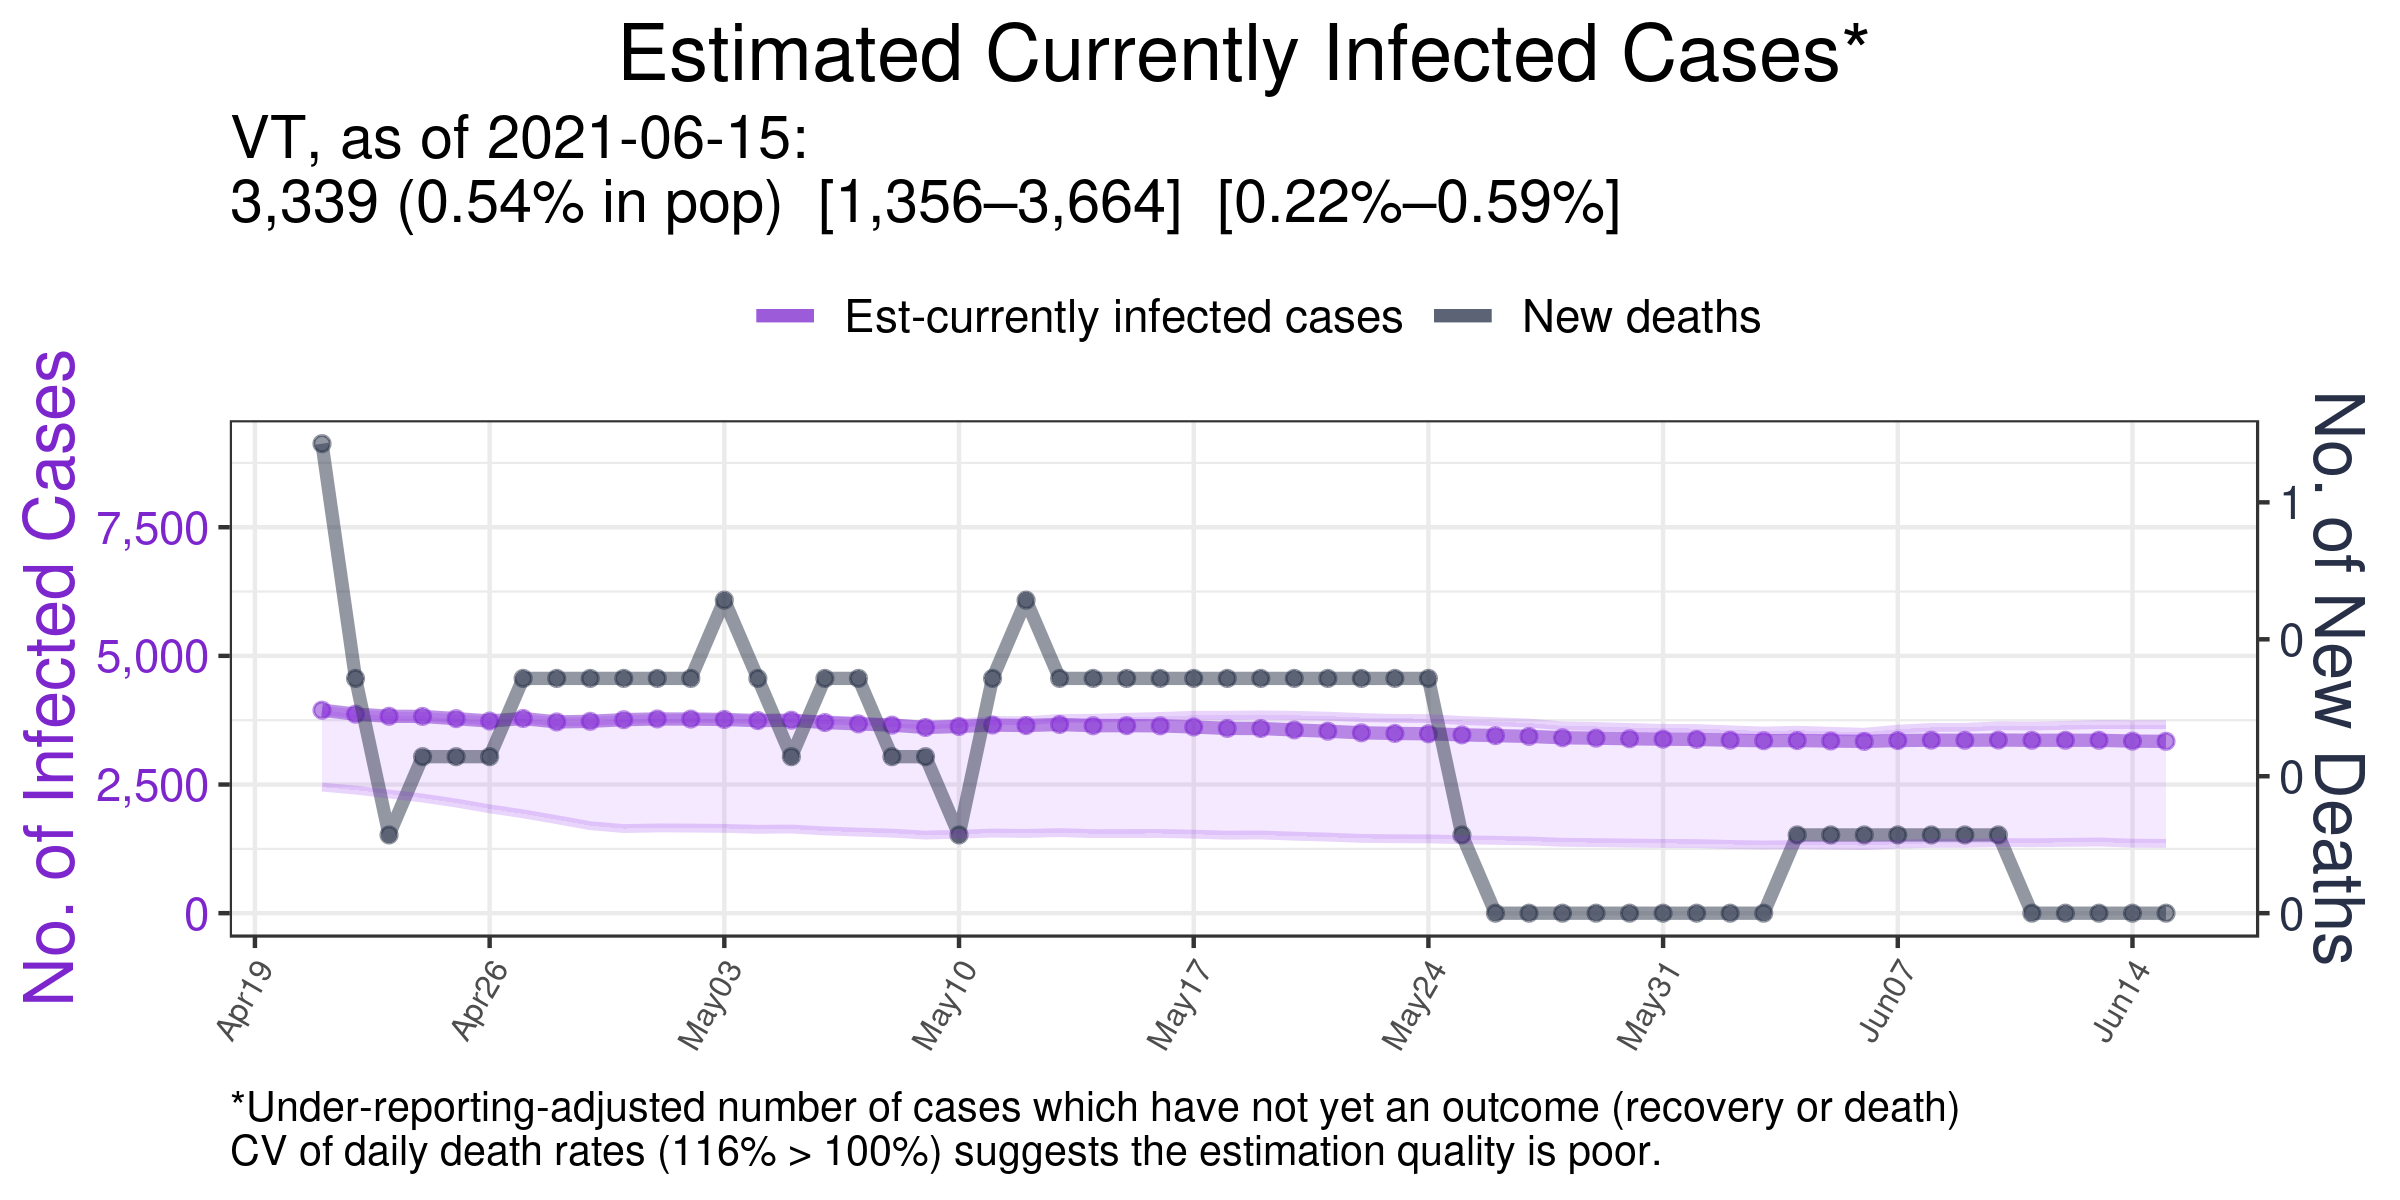 Estimated Currently Infected Cases*
VT, as of 2021-06-15:
3,339 (0.54% in pop)  [1,356–3,664]  [0.22%–0.59%]
Est-currently infected cases
New deaths
No. of Infected Cases
7,500
5,000
2,500
0
No. of New Deaths
1
0
0
0
Apr19
Apr26
May03
May10
May17
May24
May31
Jun07
Jun14
*Under-reporting-adjusted number of cases which have not yet an outcome (recovery or death)
CV of daily death rates (116% > 100%) suggests the estimation quality is poor.